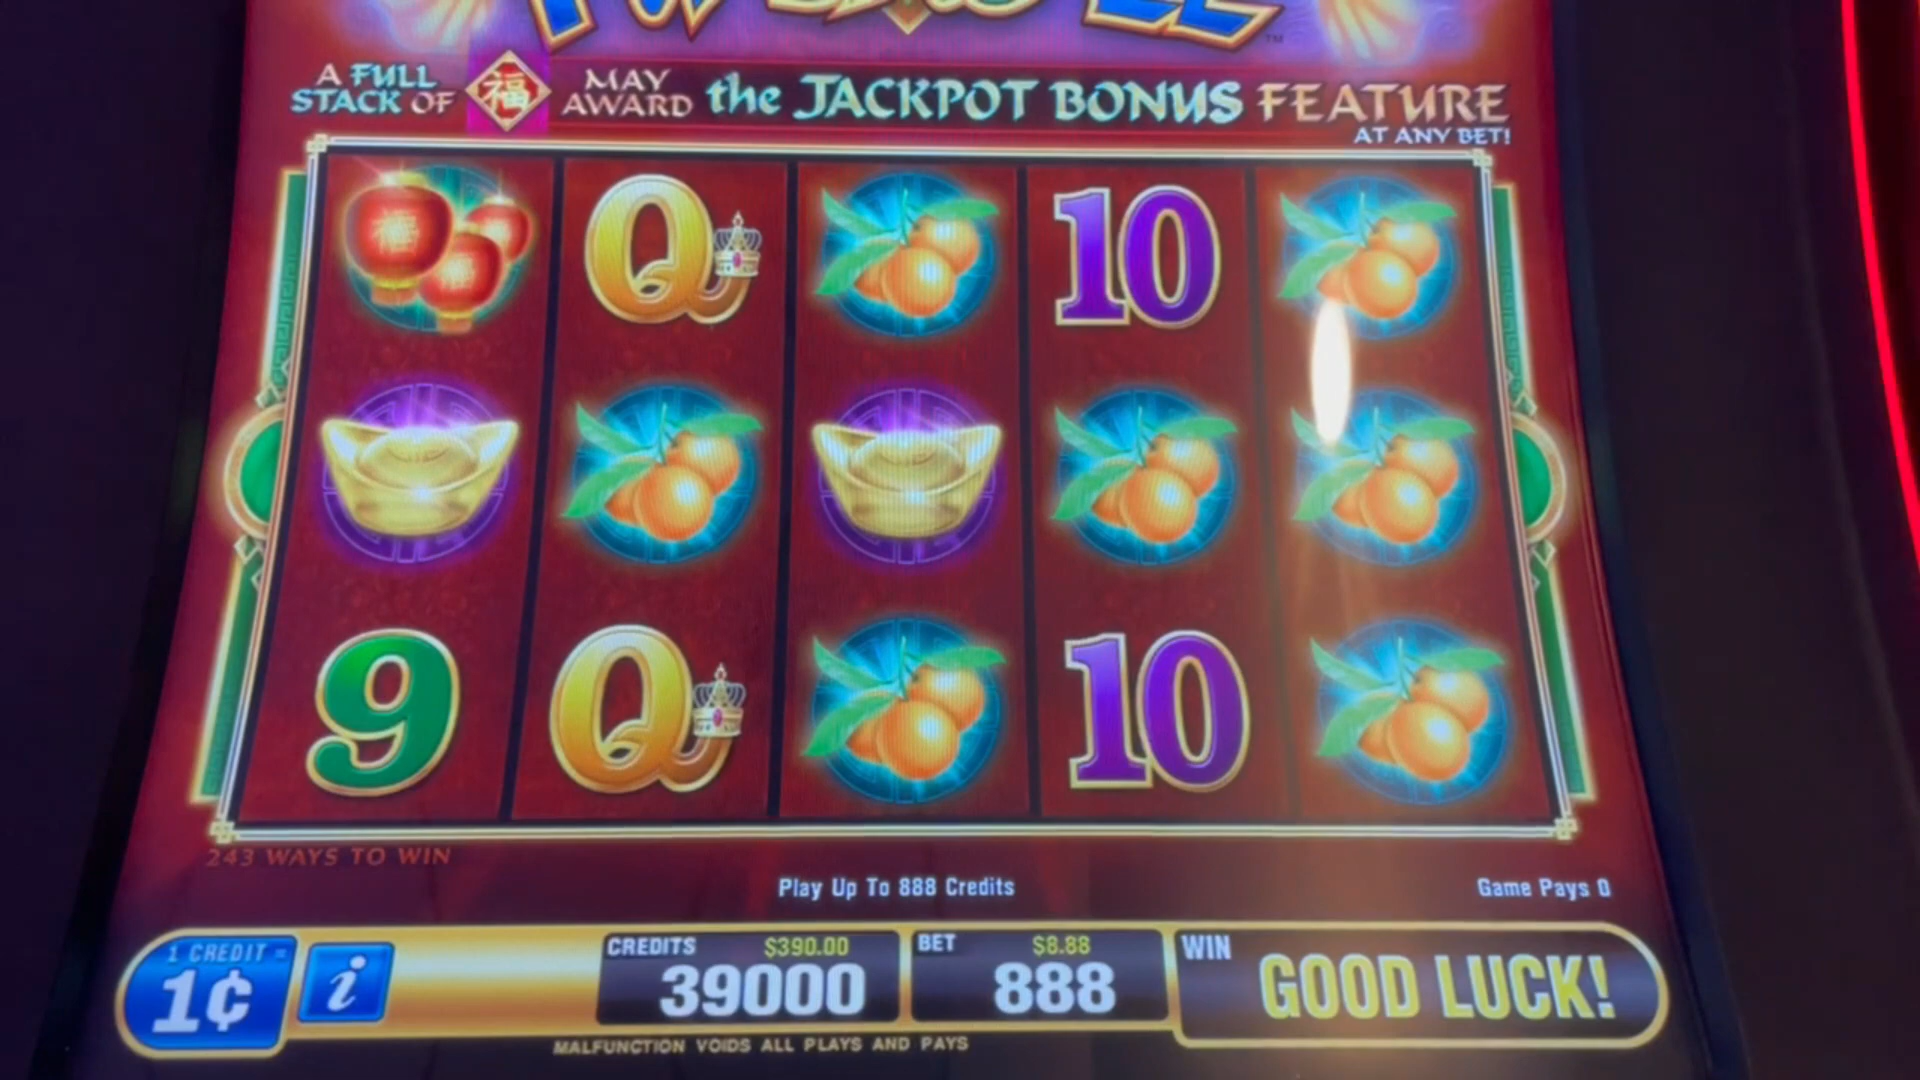 A FULL STACK OF 福 MAY AWARD the JACKPOT BONUS FEATURE
AT ANY BET!
福
福
Q
10
9
Q
10
243 WAYS TO WIN
Play Up To 888 Credits
Game Pays 0
1 CREDIT =
1¢
i
CREDITS $390.00
39000
BET $8.88
888
WIN
GOOD LUCK!
MALFUNCTION VOIDS ALL PLAYS AND PAYS